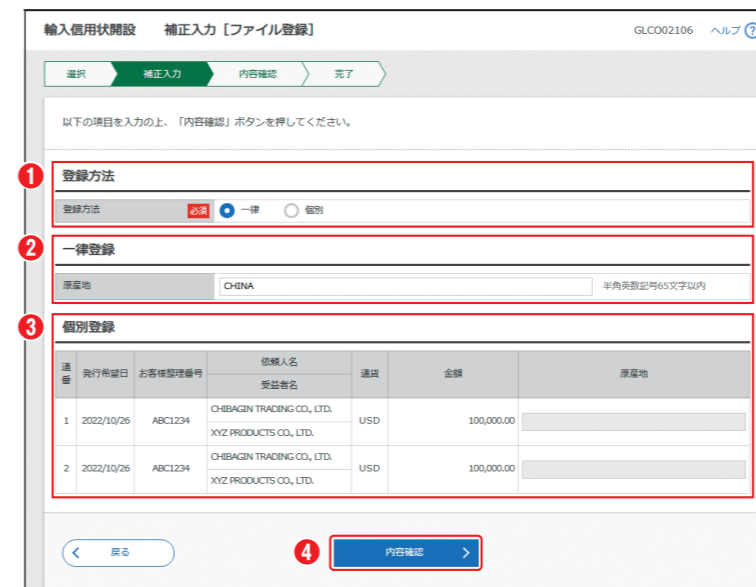 輸入信用状開設 補正入力［ファイル登録］ GLCO02106 ヘルプ ?
選択 補正入力 内容確認 完了
以下の項目を入力の上、「内容確認」ボタンを押してください。
1 登録方法
登録方法 必須 一律 個別
2 一律登録
原産地 CHINA 半角英数記号65文字以内
3 個別登録
通番 発行希望日 お客様整理番号 依頼人名 通貨 金額 原産地
受益者名
1 2022/10/26 ABC1234 CHIBAGIN TRADING CO., LTD. USD 100,000.00
XYZ PRODUCTS CO., LTD.
2 2022/10/26 ABC1234 CHIBAGIN TRADING CO., LTD. USD 100,000.00
XYZ PRODUCTS CO., LTD.
戻る 4 内容確認